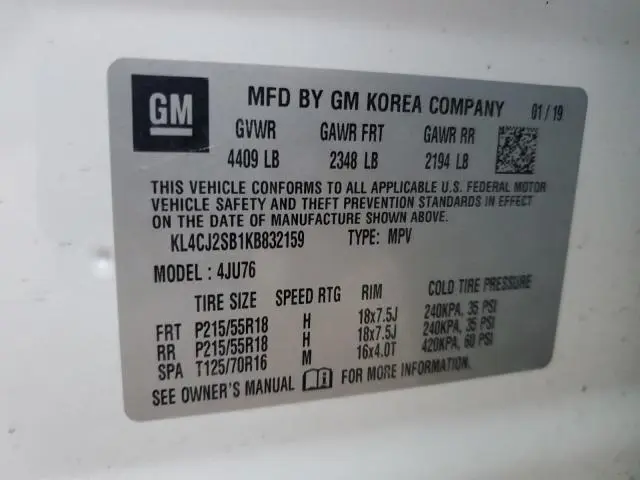 GM
MFD BY GM KOREA COMPANY 01/19
GVWR GAWR FRT GAWR RR
4409 LB 2348 LB 2194 LB
THIS VEHICLE CONFORMS TO ALL APPLICABLE U.S. FEDERAL MOTOR
VEHICLE SAFETY AND THEFT PREVENTION STANDARDS IN EFFECT
ON THE DATE OF MANUFACTURE SHOWN ABOVE.
KL4CJ2SB1KB832159 TYPE: MPV
MODEL : 4JU76
TIRE SIZE SPEED RTG RIM COLD TIRE PRESSURE
FRT P215/55R18 H 18x7.5J 240KPA, 35 PSI
RR P215/55R18 H 18x7.5J 240KPA, 35 PSI
SPA T125/70R16 M 16x4.0T 420KPA, 60 PSI
SEE OWNER'S MANUAL FOR MORE INFORMATION.